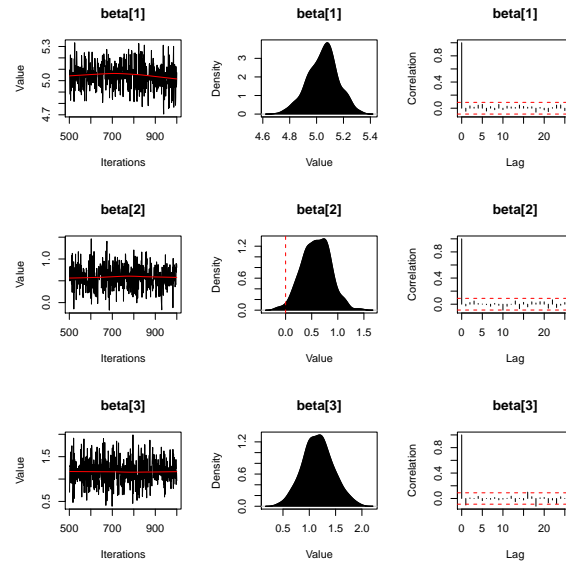 beta[1] beta[1] beta[1]
Value 4.7 5.0 5.3
500 700 900
Iterations
Density 0 1 2 3
4.6 4.8 5.0 5.2 5.4
Value
Correlation 0.0 0.4 0.8
0 5 10 20
Lag
beta[2] beta[2] beta[2]
Value 0.0 1.0
500 700 900
Iterations
Density 0.0 0.6 1.2
0.0 0.5 1.0 1.5
Value
Correlation 0.0 0.4 0.8
0 5 10 20
Lag
beta[3] beta[3] beta[3]
Value 0.5 1.5
500 700 900
Iterations
Density 0.0 0.6 1.2
0.5 1.0 1.5 2.0
Value
Correlation 0.0 0.4 0.8
0 5 10 20
Lag